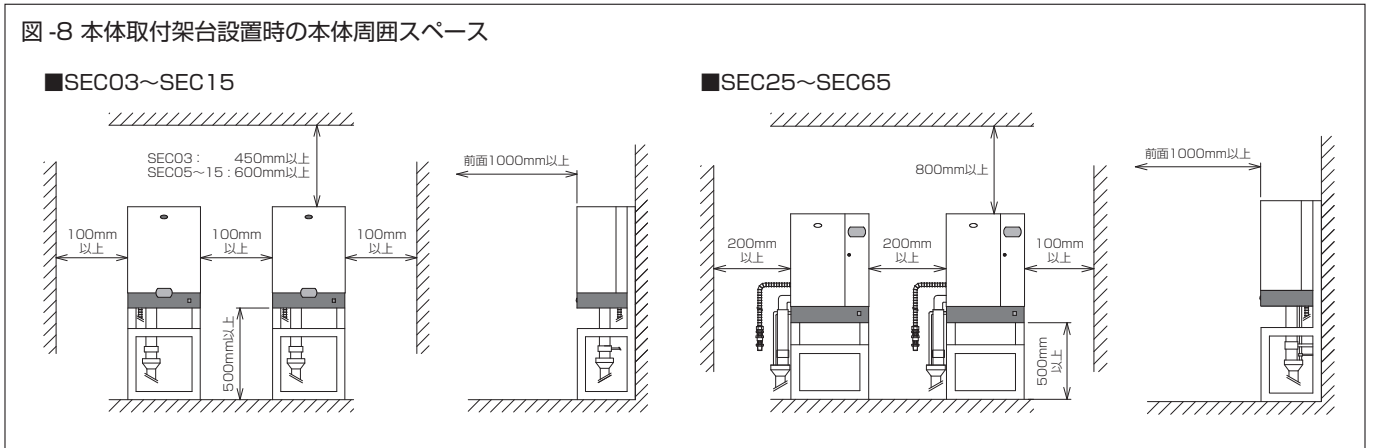 図-8 本体取付架台設置時の本体周囲スペース
■SEC03～SEC15
SEC03： 450mm以上
SEC05～15：600mm以上
100mm
以上
100mm
以上
100mm
以上
500mm以上
前面1000mm以上
■SEC25～SEC65
800mm以上
200mm
以上
200mm
以上
100mm
以上
500mm
以上
前面1000mm以上